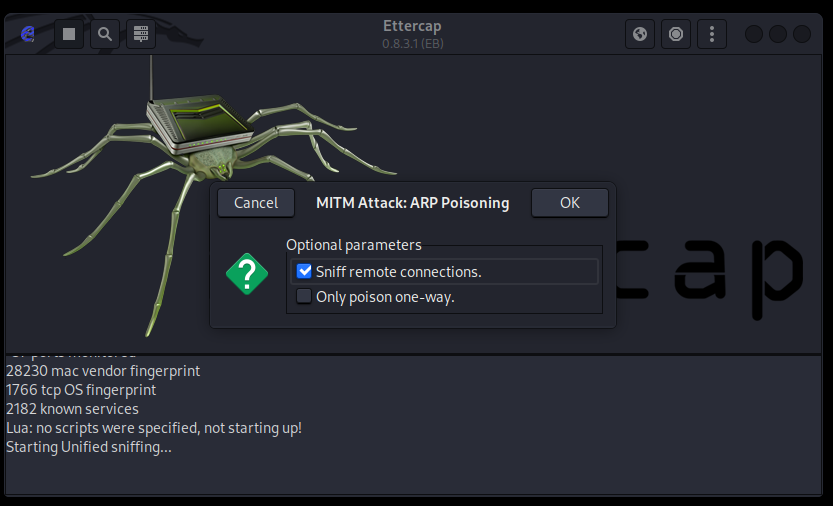 Ettercap
0.8.3.1 (EB)
Cancel
MITM Attack: ARP Poisoning
OK
Optional parameters
Sniff remote connections.
Only poison one-way.
cap
28230 mac vendor fingerprint
1766 tcp OS fingerprint
2182 known services
Lua: no scripts were specified, not starting up!
Starting Unified sniffing...